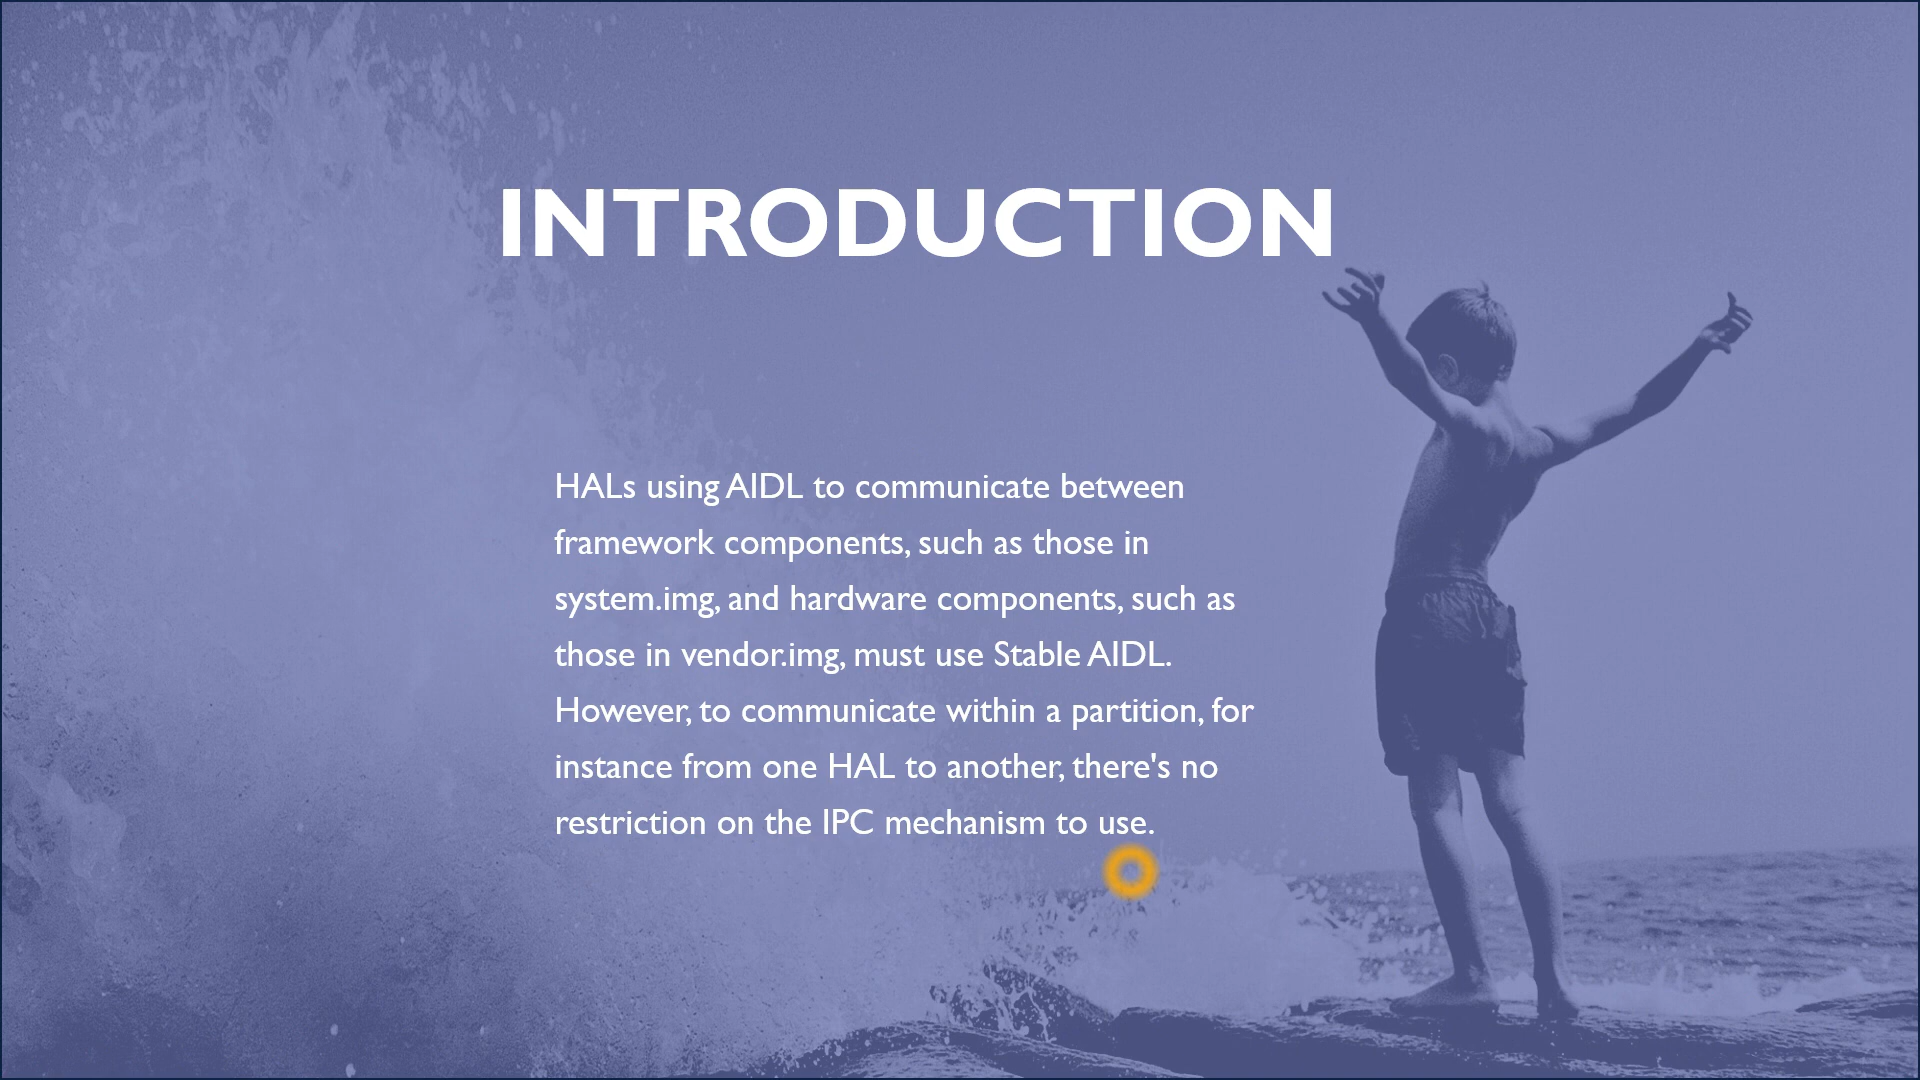 INTRODUCTION
HALs using AIDL to communicate between
framework components, such as those in
system.img, and hardware components, such as
those in vendor.img, must use Stable AIDL.
However, to communicate within a partition, for
instance from one HAL to another, there's no
restriction on the IPC mechanism to use.